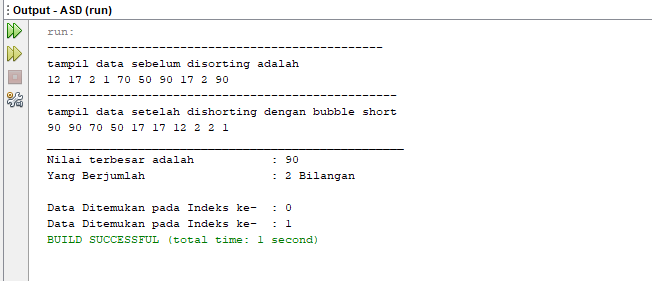 Output - ASD (run)
run:
------------------------------------------------
tampil data sebelum disorting adalah
12 17 2 1 70 50 90 17 2 90
--------------------------------------------------
tampil data setelah dishorting dengan bubble short
90 90 70 50 17 17 12 2 2 1
___________________________________________________
Nilai terbesar adalah : 90
Yang Berjumlah : 2 Bilangan
Data Ditemukan pada Indeks ke- : 0
Data Ditemukan pada Indeks ke- : 1
BUILD SUCCESSFUL (total time: 1 second)